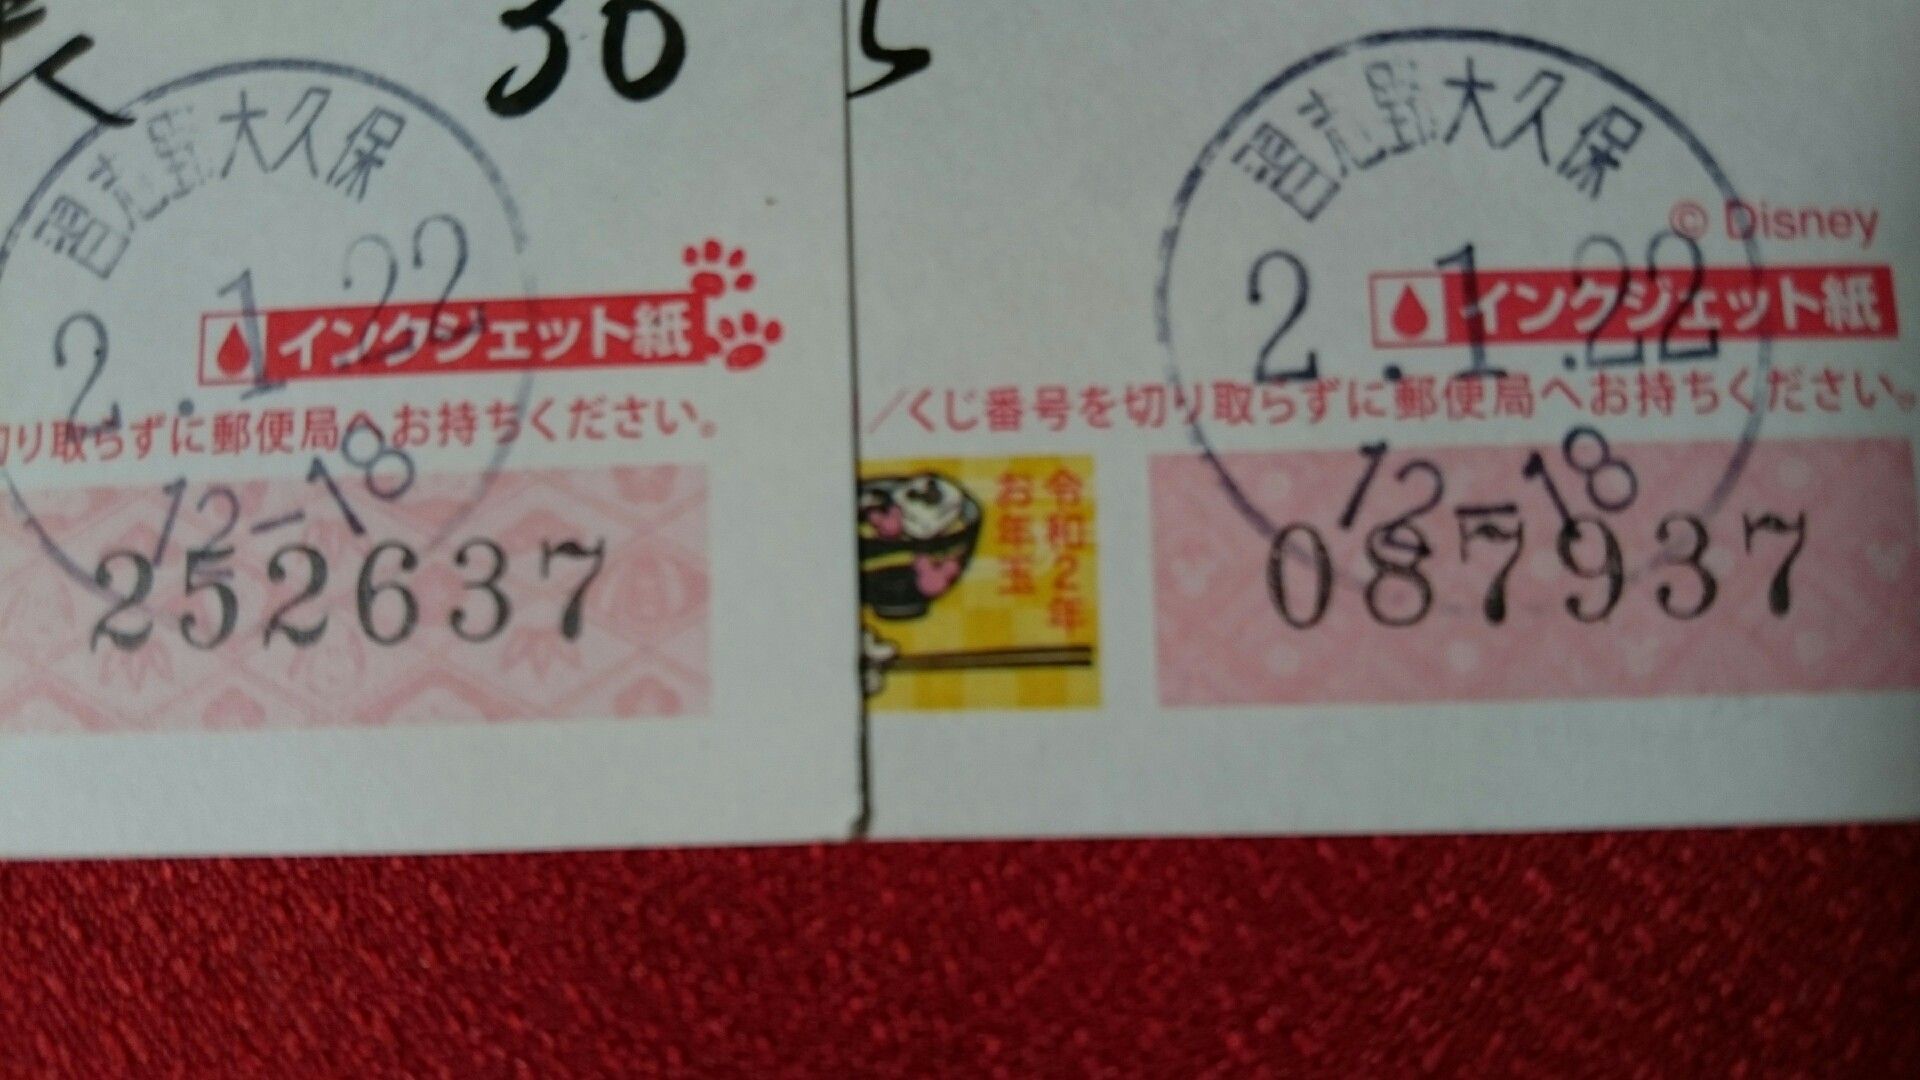 30
習志野大久保
2.1.22
インクジェット紙
切り取らずに郵便局へお持ちください。
12-18
252637
ら
習志野大久保
© Disney
2.1.22
インクジェット紙
／くじ番号を切り取らずに郵便局へお持ちください。
令和2年
お年玉
12-18
087937